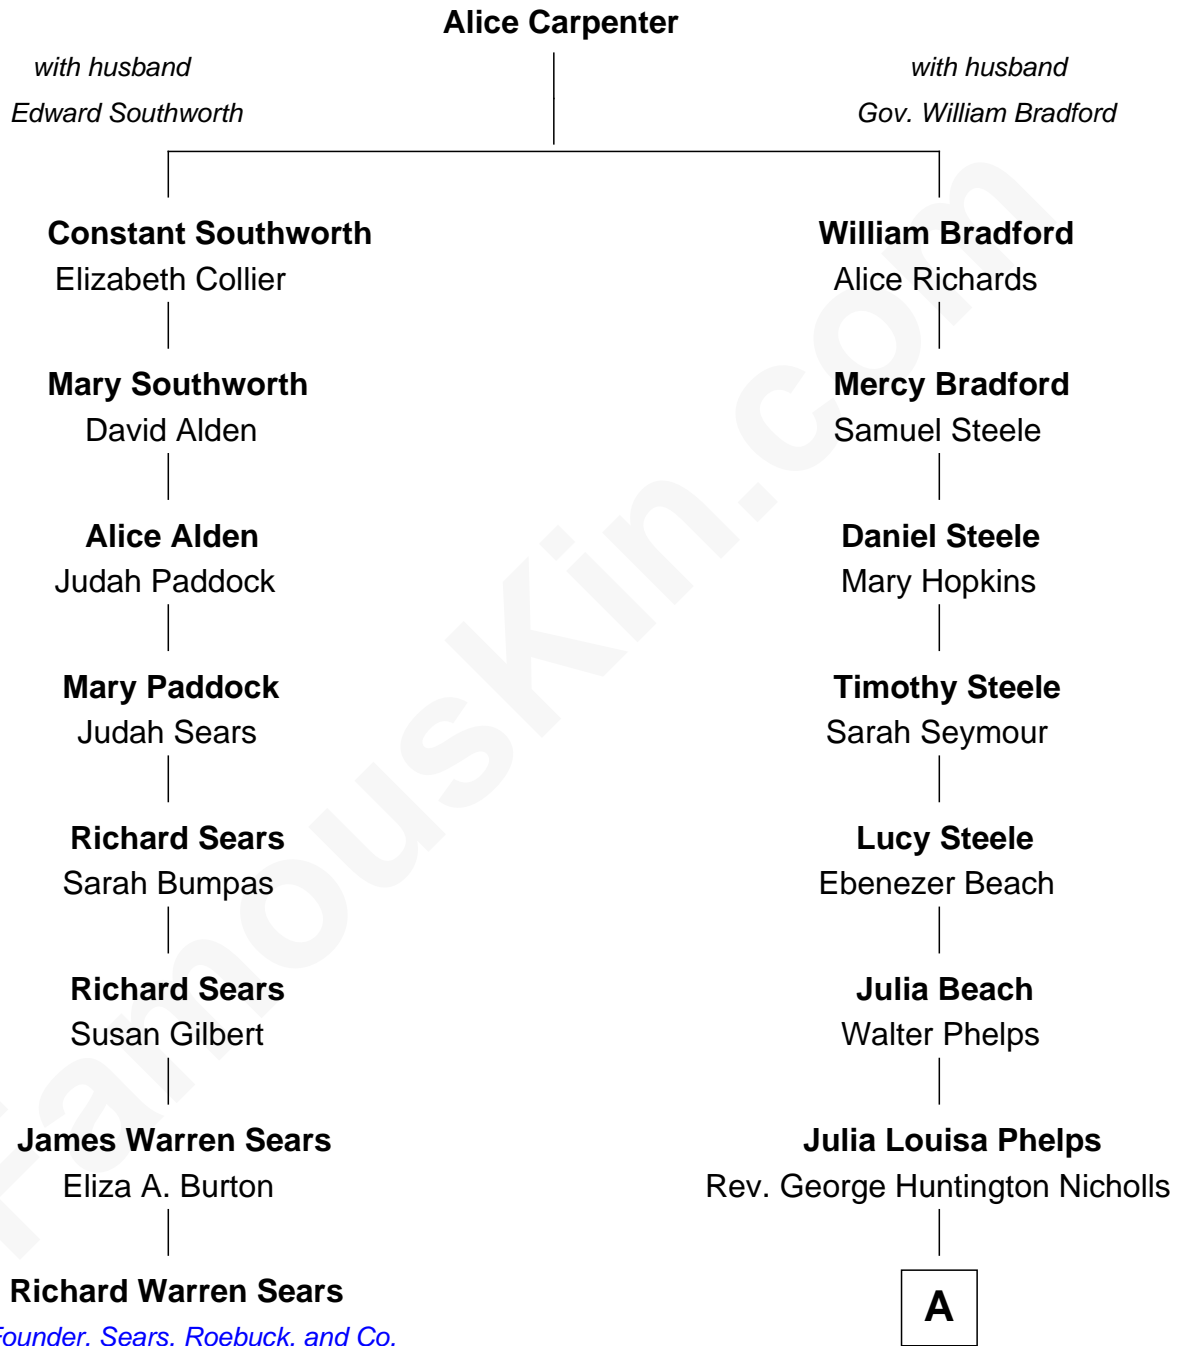 Alice Carpenter
with husband
Edward Southworth
with husband
Gov. William Bradford
Constant Southworth
Elizabeth Collier
Mary Southworth
David Alden
Alice Alden
Judah Paddock
Mary Paddock
Judah Sears
Richard Sears
Sarah Bumpas
Richard Sears
Susan Gilbert
James Warren Sears
Eliza A. Burton
Richard Warren Sears
Founder, Sears, Roebuck, and Co.
William Bradford
Alice Richards
Mercy Bradford
Samuel Steele
Daniel Steele
Mary Hopkins
Timothy Steele
Sarah Seymour
Lucy Steele
Ebenezer Beach
Julia Beach
Walter Phelps
Julia Louisa Phelps
Rev. George Huntington Nicholls
A
FamousKin.com